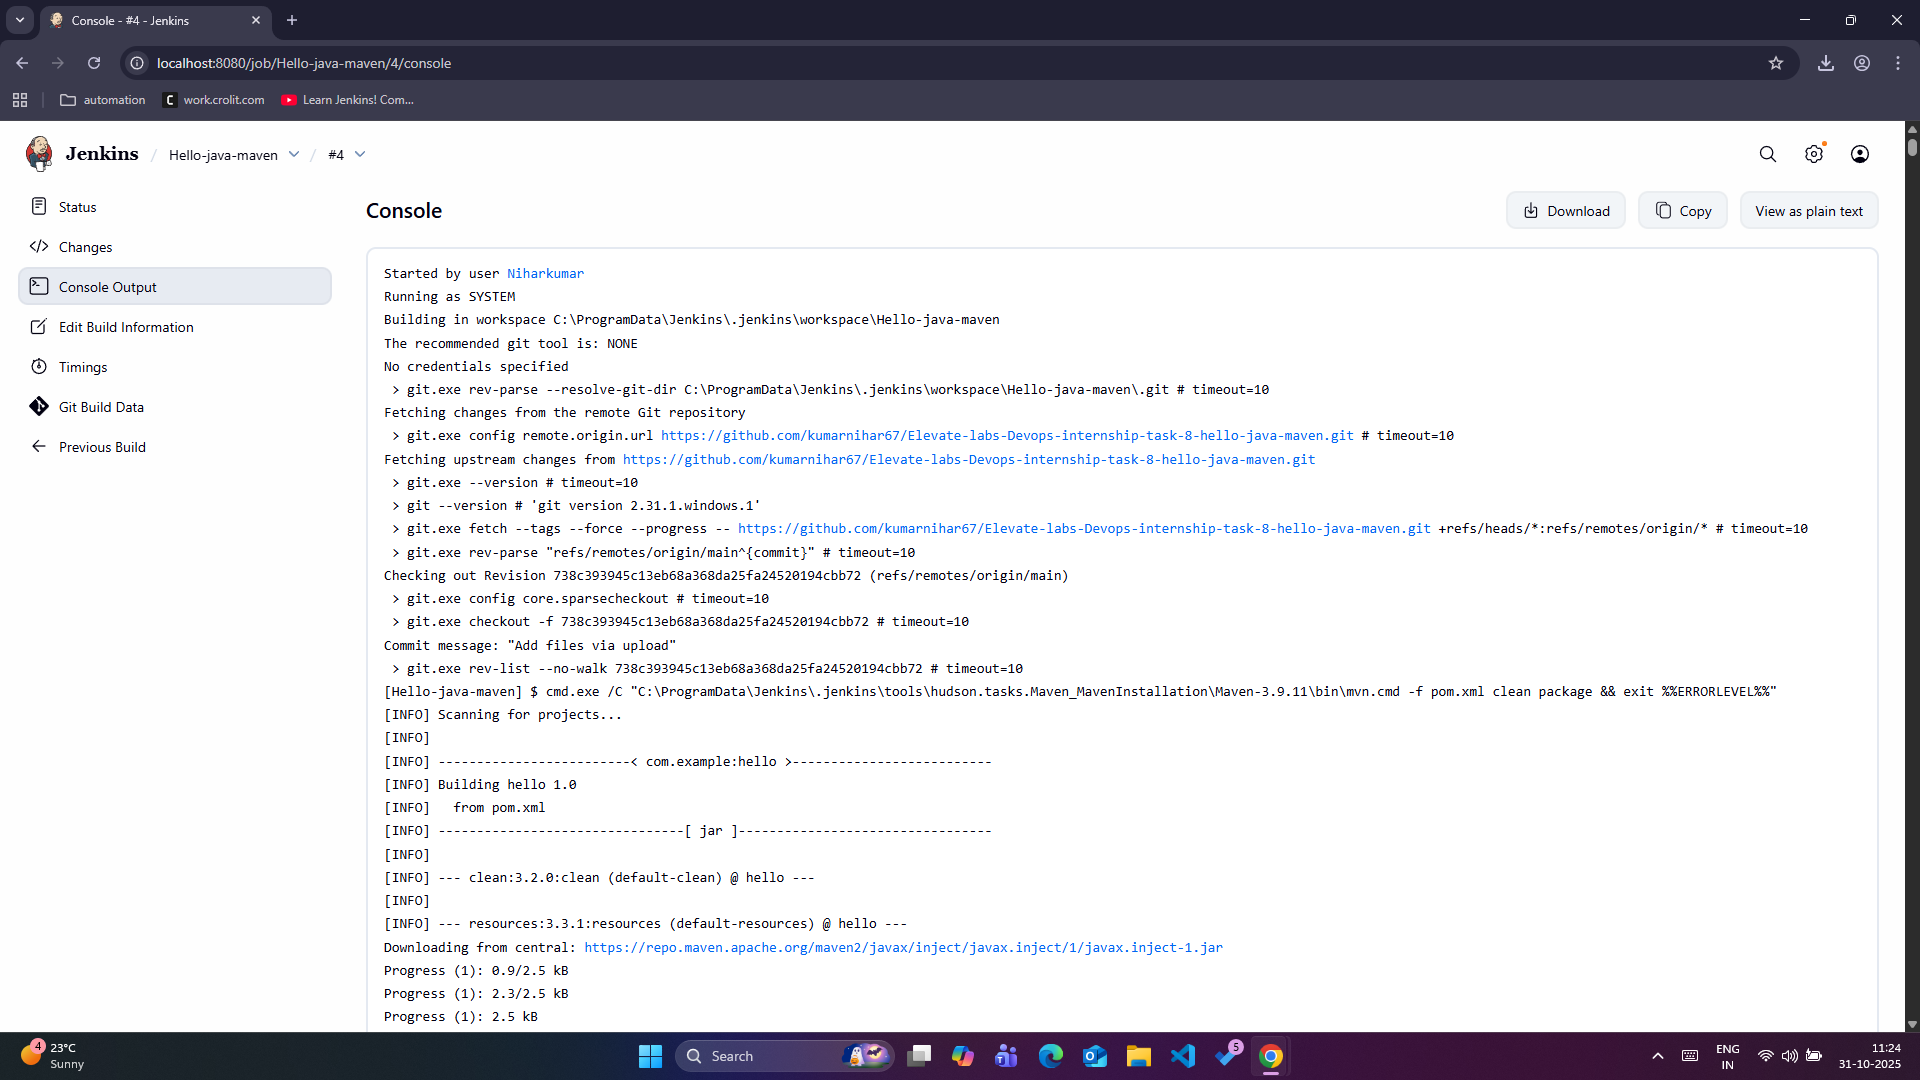 Console - #4 - Jenkins
localhost:8080/job/Hello-java-maven/4/console
automation
work.crolit.com
Learn Jenkins! Com...
Jenkins / Hello-java-maven / #4
Status
Changes
Console Output
Edit Build Information
Timings
Git Build Data
Previous Build
Console
Download
Copy
View as plain text
Started by user Niharkumar
Running as SYSTEM
Building in workspace C:\ProgramData\Jenkins\.jenkins\workspace\Hello-java-maven
The recommended git tool is: NONE
No credentials specified
> git.exe rev-parse --resolve-git-dir C:\ProgramData\Jenkins\.jenkins\workspace\Hello-java-maven\.git # timeout=10
Fetching changes from the remote Git repository
> git.exe config remote.origin.url https://github.com/kumarnihar67/Elevate-labs-Devops-internship-task-8-hello-java-maven.git # timeout=10
Fetching upstream changes from https://github.com/kumarnihar67/Elevate-labs-Devops-internship-task-8-hello-java-maven.git
> git.exe --version # timeout=10
> git --version # 'git version 2.31.1.windows.1'
> git.exe fetch --tags --force --progress -- https://github.com/kumarnihar67/Elevate-labs-Devops-internship-task-8-hello-java-maven.git +refs/heads/*:refs/remotes/origin/* # timeout=10
> git.exe rev-parse "refs/remotes/origin/main^{commit}" # timeout=10
Checking out Revision 738c393945c13eb68a368da25fa24520194cbb72 (refs/remotes/origin/main)
> git.exe config core.sparsecheckout # timeout=10
> git.exe checkout -f 738c393945c13eb68a368da25fa24520194cbb72 # timeout=10
Commit message: "Add files via upload"
> git.exe rev-list --no-walk 738c393945c13eb68a368da25fa24520194cbb72 # timeout=10
[Hello-java-maven] $ cmd.exe /C "C:\ProgramData\Jenkins\.jenkins\tools\hudson.tasks.Maven_MavenInstallation\Maven-3.9.11\bin\mvn.cmd -f pom.xml clean package && exit %%ERRORLEVEL%%"
[INFO] Scanning for projects...
[INFO]
[INFO] -------------------------< com.example:hello >--------------------------
[INFO] Building hello 1.0
[INFO]   from pom.xml
[INFO] --------------------------------[ jar ]---------------------------------
[INFO]
[INFO] --- clean:3.2.0:clean (default-clean) @ hello ---
[INFO]
[INFO] --- resources:3.3.1:resources (default-resources) @ hello ---
Downloading from central: https://repo.maven.apache.org/maven2/javax/inject/javax.inject/1/javax.inject-1.jar
Progress (1): 0.9/2.5 kB
Progress (1): 2.3/2.5 kB
Progress (1): 2.5 kB
4
23°C
Sunny
Search
5
ENG
IN
11:24
31-10-2025